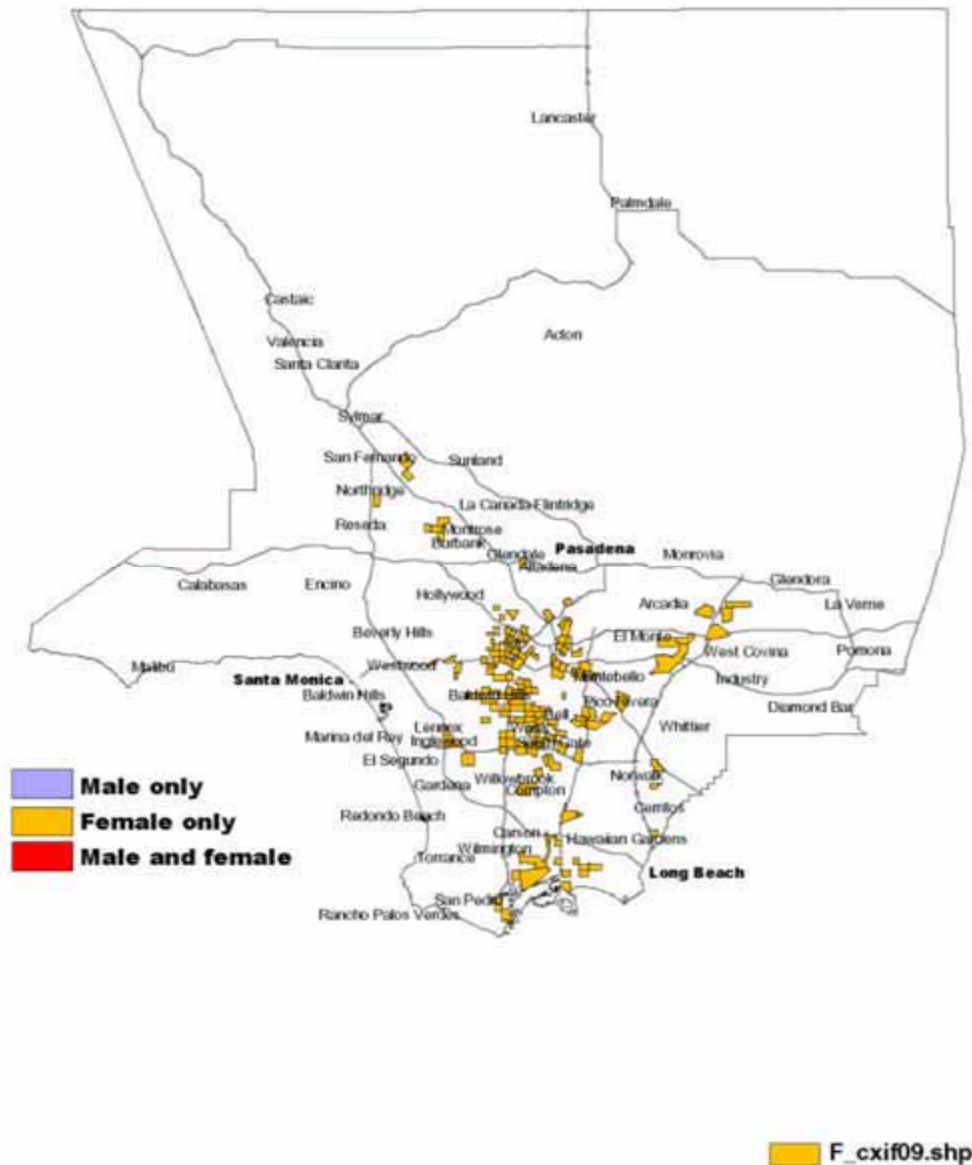 Lancaster
Palmdale
Castaic
Acton
Valencia
Santa Clarita
Sylmar
San Fernando
Sunland
Northridge
La Canada-Flintridge
Reseda
Montrose
Burbank
Pasadena
Glendale
Monrovia
Altadena
Glendora
Calabasas
Encino
Hollywood
Arcadia
La Verne
Beverly Hills
El Monte
West Covina
Pomona
Malibu
Westwood
Santa Monica
Montebello
Industry
Baldwin Hills
Baldwin Hills
Pico Rivera
Diamond Bar
Bell
Lennox
Whittier
Marina del Rey
Inglewood
South Gate
El Segundo
Willowbrook
Norwalk
Male only
Gardena
Compton
Cerritos
Female only
Redondo Beach
Carson
Hawaiian Gardens
Wilmington
Male and female
Torrance
Long Beach
San Pedro
Rancho Palos Verdes
F_cxif09.shp